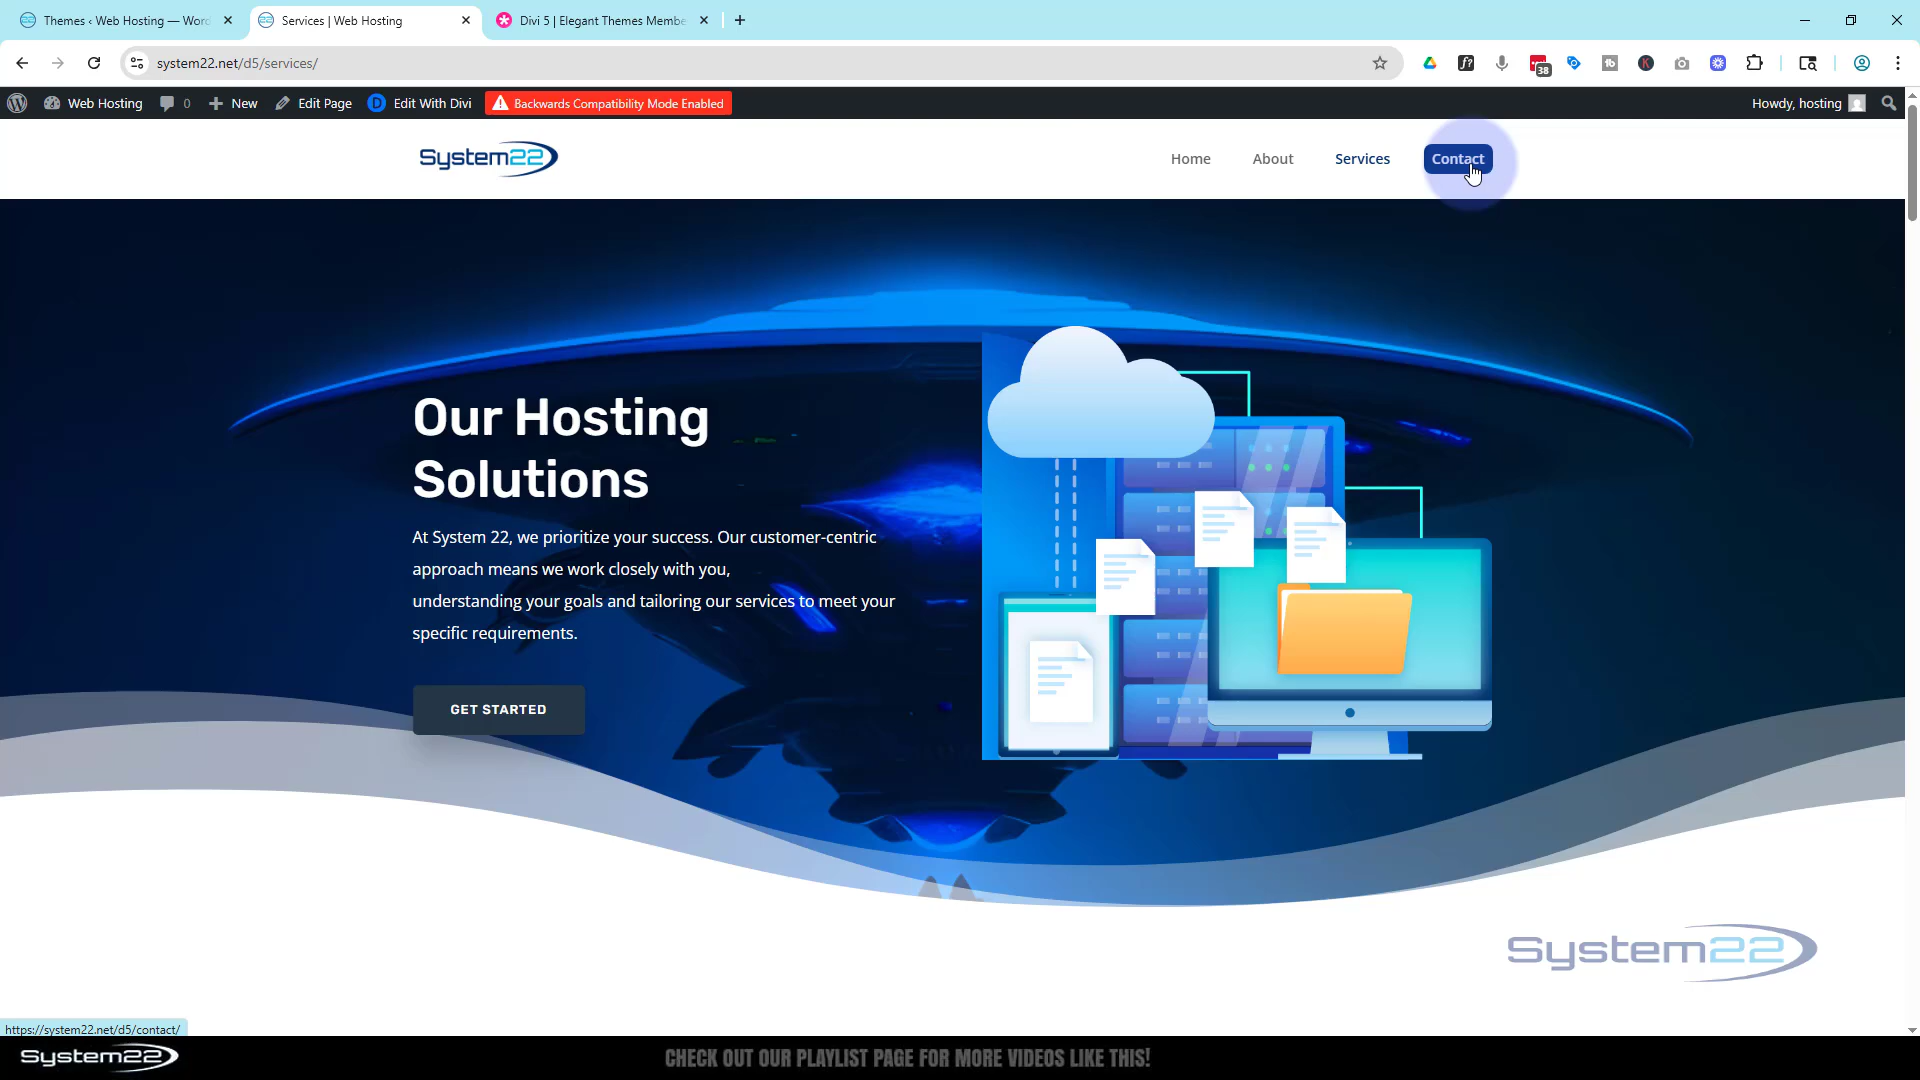 Themes ‹ Web Hosting — Word
Services | Web Hosting
Divi 5 | Elegant Themes Membe
system22.net/d5/services/
38
Web Hosting
0
New
Edit Page
D
Edit With Divi
Backwards Compatibility Mode Enabled
Howdy, hosting
System22
Home
About
Services
Contact
Our Hosting
Solutions
At System 22, we prioritize your success. Our customer-centric
approach means we work closely with you,
understanding your goals and tailoring our services to meet your
specific requirements.
GET STARTED
System22
https://system22.net/d5/contact/
System22
CHECK OUT OUR PLAYLIST PAGE FOR MORE VIDEOS LIKE THIS!